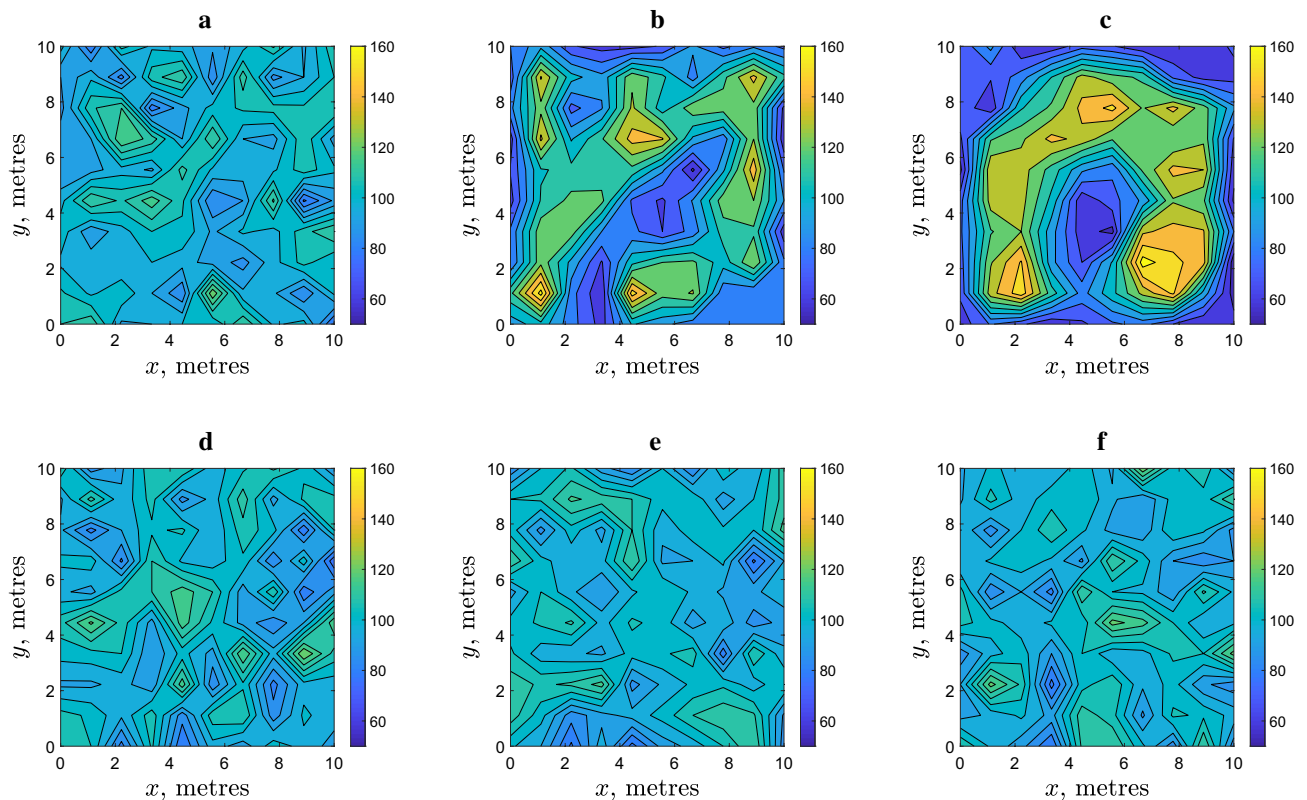 a b c
10 160 10 160 10 160
8 140 8 140 8 140
6 120 6 120 6 120
y, metres y, metres y, metres
4 100 4 100 4 100
2 80 2 80 2 80
0 60 0 60 0 60
0 2 4 6 8 10 0 2 4 6 8 10 0 2 4 6 8 10
x, metres x, metres x, metres
d e f
10 160 10 160 10 160
8 140 8 140 8 140
6 120 6 120 6 120
y, metres y, metres y, metres
4 100 4 100 4 100
2 80 2 80 2 80
0 60 0 60 0 60
0 2 4 6 8 10 0 2 4 6 8 10 0 2 4 6 8 10
x, metres x, metres x, metres